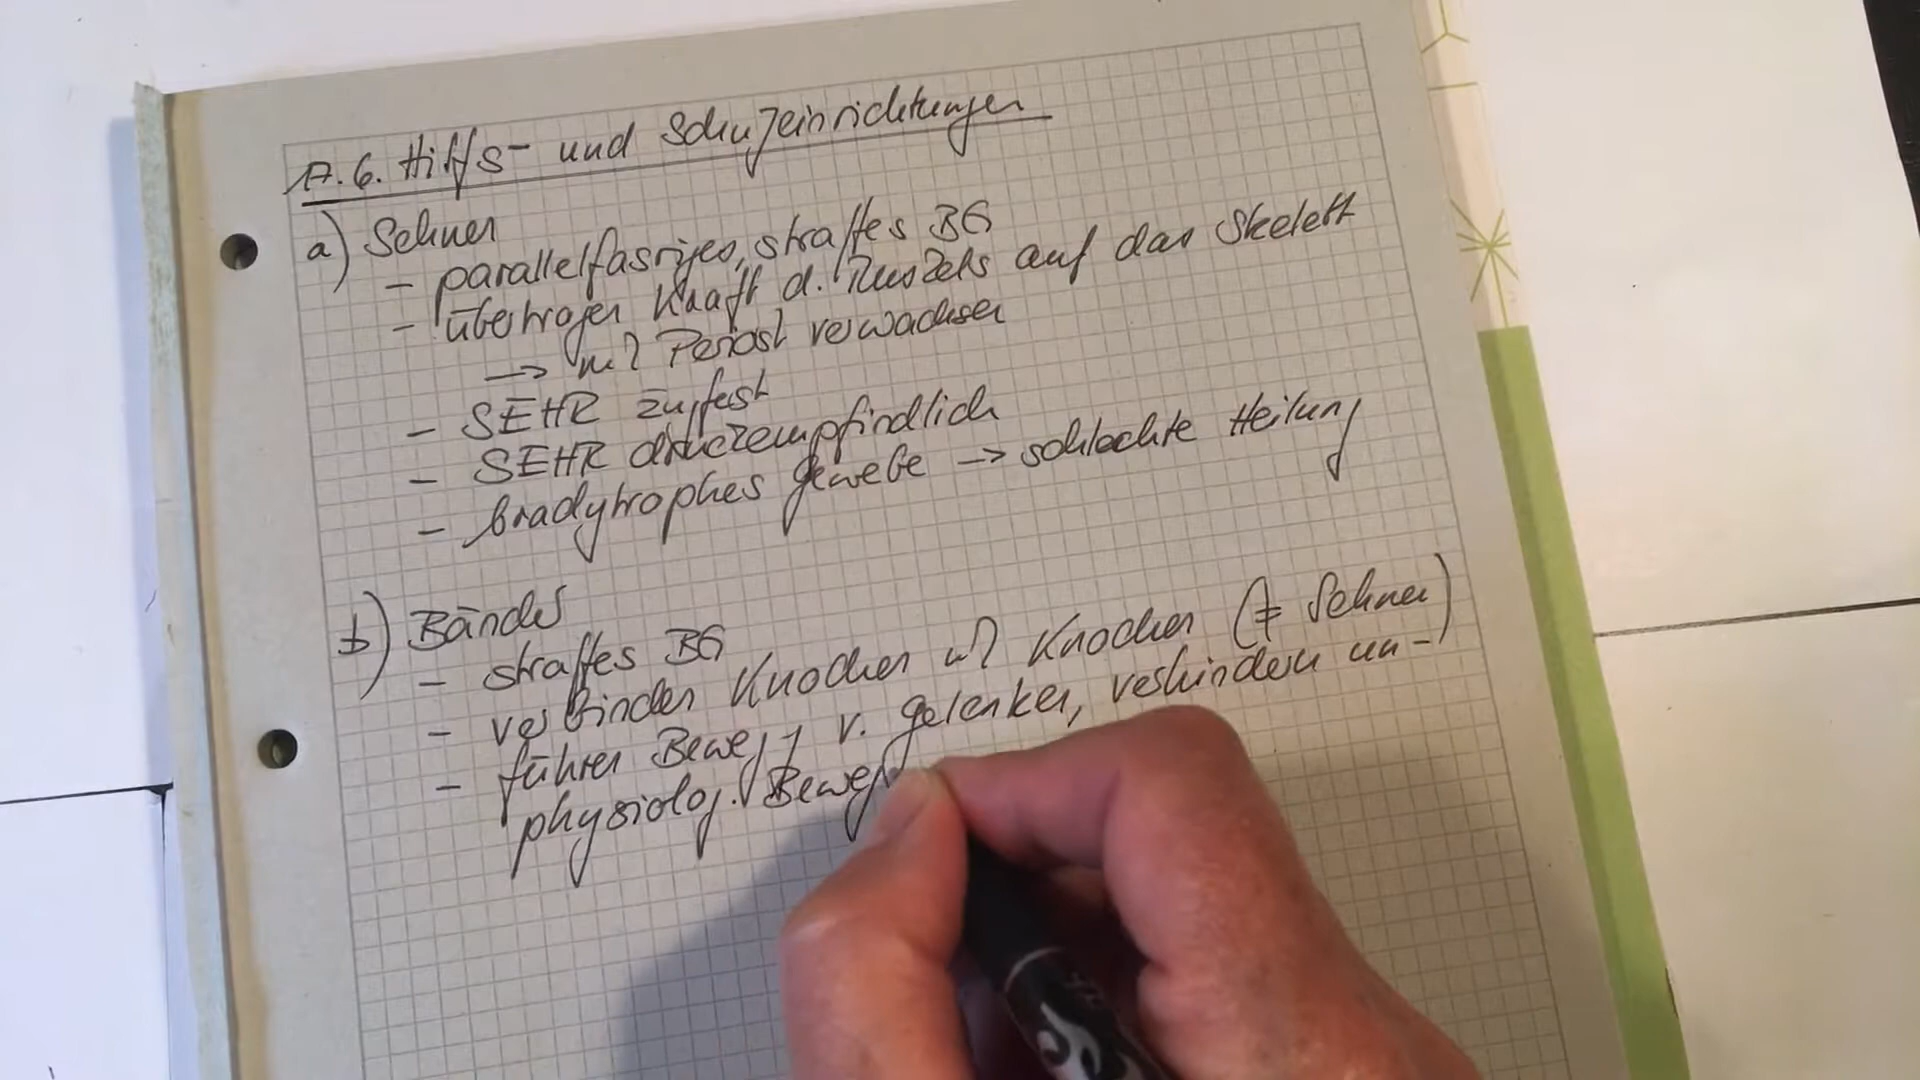 A.6. Hilfs- und Schutzeinrichtungen
a) Sehnen
- parallelfasriges, straffes BG
- übertragen Kraft d. Muskels auf das Skelett
→ m. Periost verwachsen
- SEHR zugfest
- SEHR druckempfindlich
- bradytrophes Gewebe → schlechte Heilung
b) Bänder
- straffes BG
- verbinden Knochen Knochen (≠ Sehnen)
- führen Beweg v. Gelenken, verhindern un-
physiolog. Beweg